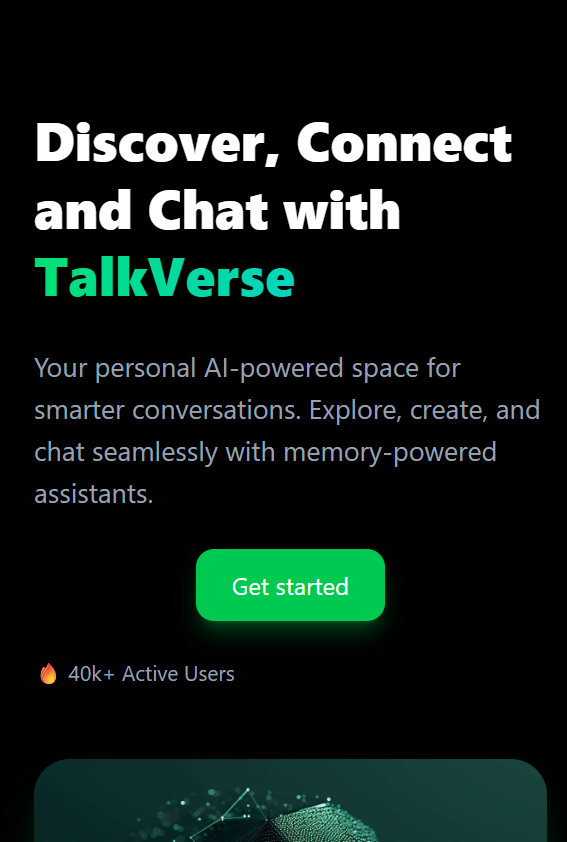 Discover, Connect
and Chat with
TalkVerse
Your personal AI-powered space for
smarter conversations. Explore, create, and
chat seamlessly with memory-powered
assistants.
Get started
🔥 40k+ Active Users